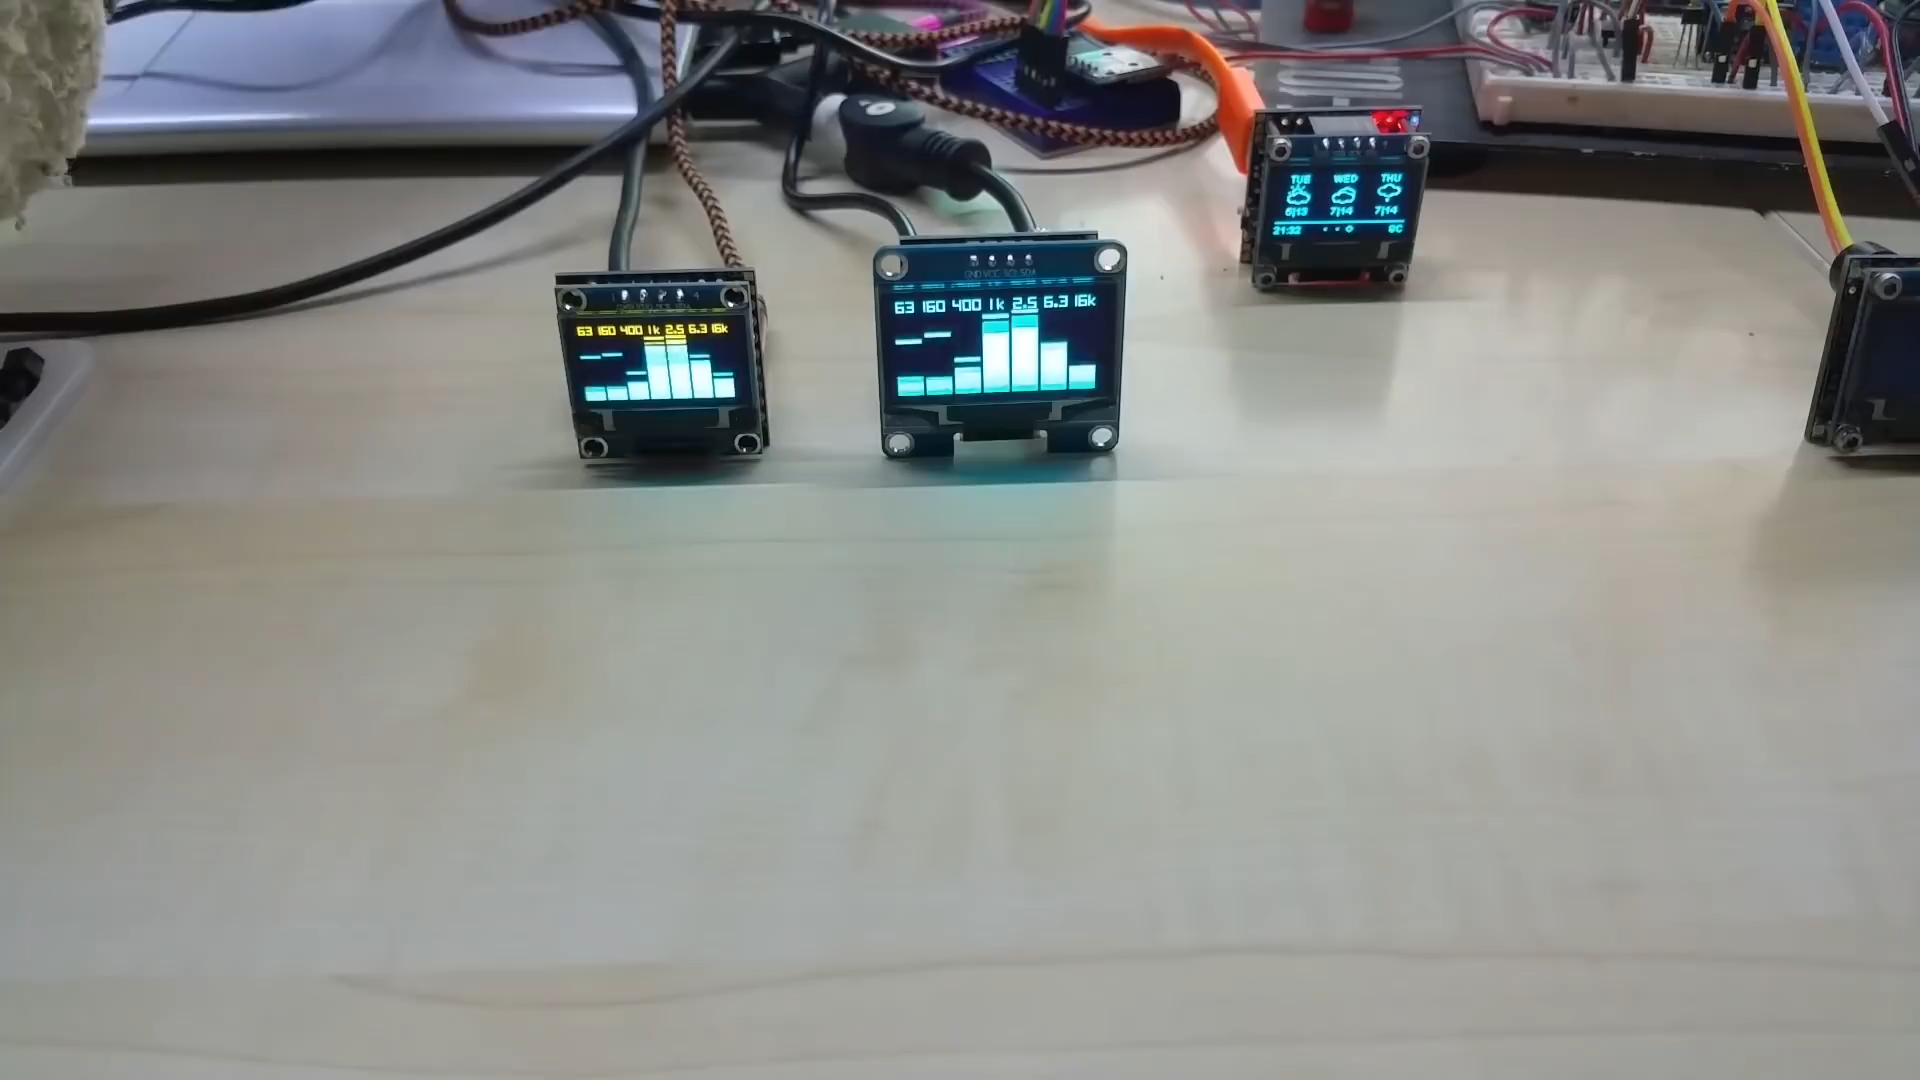 63 160 400 1k 2.5 6.3 16k
GND VCC SCL SDA
63 160 400 1k 2.5 6.3 16k
TUE WED THU
6|13 7|14 7|14
21:32